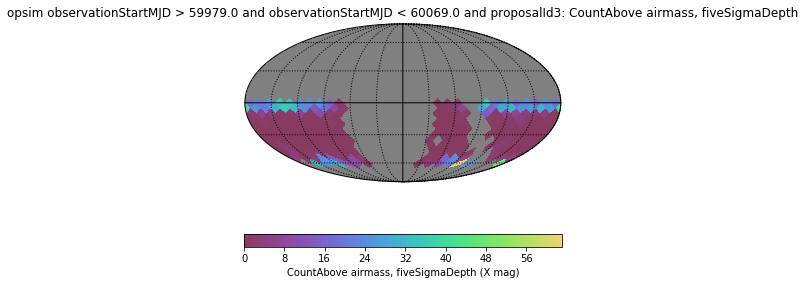 opsim observationStartMJD > 59979.0 and observationStartMJD < 60069.0 and proposalId3: CountAbove airmass, fiveSigmaDepth
0 8 16 24 32 40 48 56
CountAbove airmass, fiveSigmaDepth (X mag)